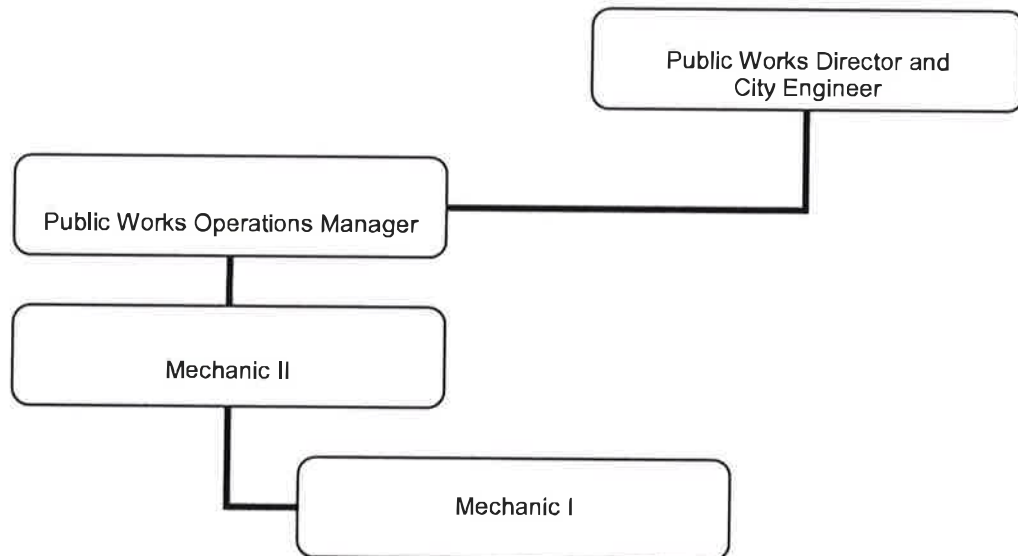 Public Works Director and
City Engineer
Public Works Operations Manager
Mechanic II
Mechanic I